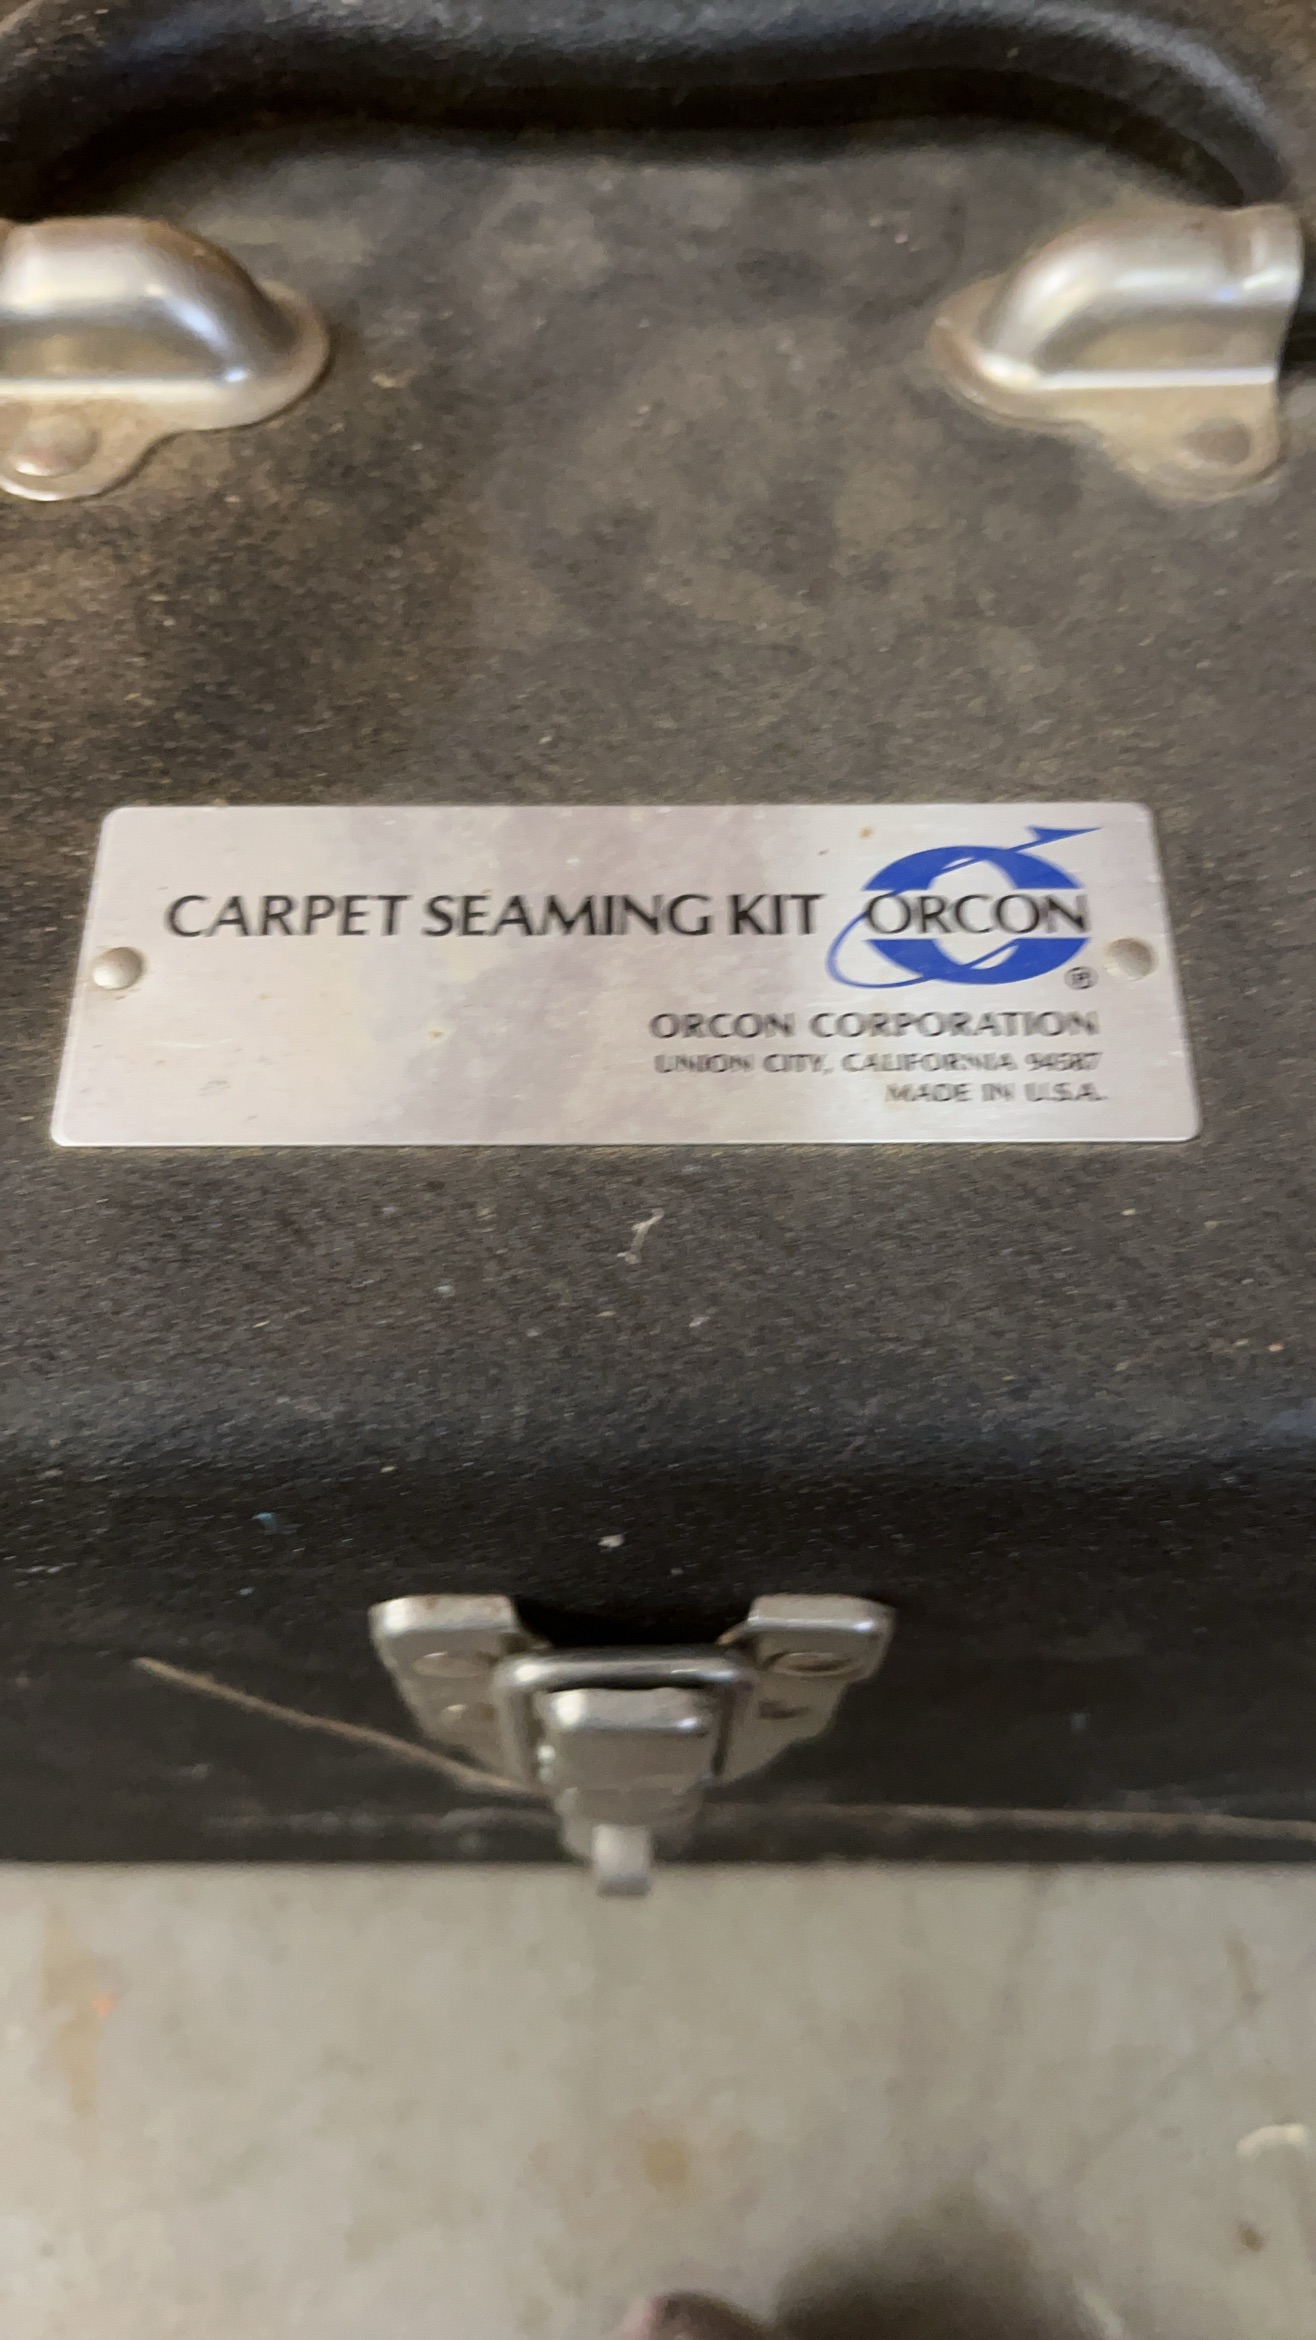 CARPET SEAMING KIT ORCON®
ORCON CORPORATION
UNION CITY, CALIFORNIA 94587
MADE IN U.S.A.